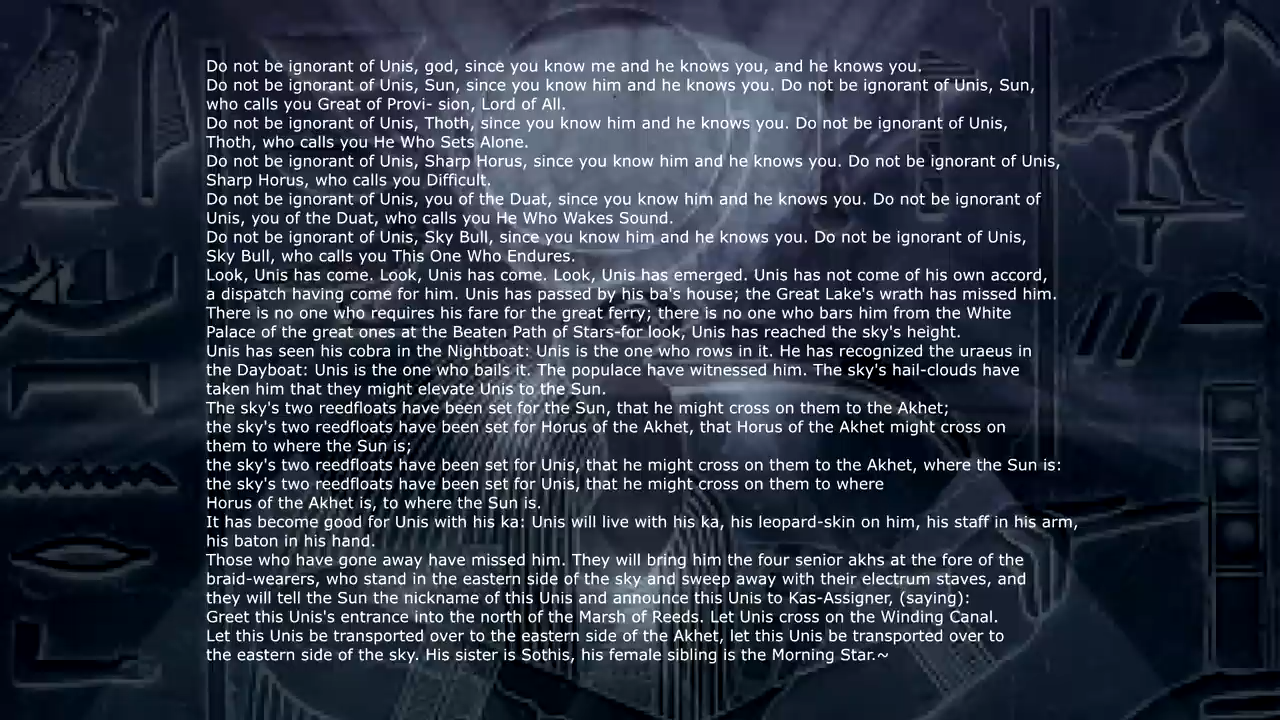 Do not be ignorant of Unis, god, since you know me and he knows you, and he knows you.
Do not be ignorant of Unis, Sun, since you know him and he knows you. Do not be ignorant of Unis, Sun,
who calls you Great of Provi- sion, Lord of All.
Do not be ignorant of Unis, Thoth, since you know him and he knows you. Do not be ignorant of Unis,
Thoth, who calls you He Who Sets Alone.
Do not be ignorant of Unis, Sharp Horus, since you know him and he knows you. Do not be ignorant of Unis,
Sharp Horus, who calls you Difficult.
Do not be ignorant of Unis, you of the Duat, since you know him and he knows you. Do not be ignorant of
Unis, you of the Duat, who calls you He Who Wakes Sound.
Do not be ignorant of Unis, Sky Bull, since you know him and he knows you. Do not be ignorant of Unis,
Sky Bull, who calls you This One Who Endures.
Look, Unis has come. Look, Unis has come. Look, Unis has emerged. Unis has not come of his own accord,
a dispatch having come for him. Unis has passed by his ba's house; the Great Lake's wrath has missed him.
There is no one who requires his fare for the great ferry; there is no one who bars him from the White
Palace of the great ones at the Beaten Path of Stars-for look, Unis has reached the sky's height.
Unis has seen his cobra in the Nightboat: Unis is the one who rows in it. He has recognized the uraeus in
the Dayboat: Unis is the one who bails it. The populace have witnessed him. The sky's hail-clouds have
taken him that they might elevate Unis to the Sun.
The sky's two reedfloats have been set for the Sun, that he might cross on them to the Akhet;
the sky's two reedfloats have been set for Horus of the Akhet, that Horus of the Akhet might cross on
them to where the Sun is;
the sky's two reedfloats have been set for Unis, that he might cross on them to the Akhet, where the Sun is:
the sky's two reedfloats have been set for Unis, that he might cross on them to where
Horus of the Akhet is, to where the Sun is.
It has become good for Unis with his ka: Unis will live with his ka, his leopard-skin on him, his staff in his arm,
his baton in his hand.
Those who have gone away have missed him. They will bring him the four senior akhs at the fore of the
braid-wearers, who stand in the eastern side of the sky and sweep away with their electrum staves, and
they will tell the Sun the nickname of this Unis and announce this Unis to Kas-Assigner, (saying):
Greet this Unis's entrance into the north of the Marsh of Reeds. Let Unis cross on the Winding Canal.
Let this Unis be transported over to the eastern side of the Akhet, let this Unis be transported over to
the eastern side of the sky. His sister is Sothis, his female sibling is the Morning Star.~